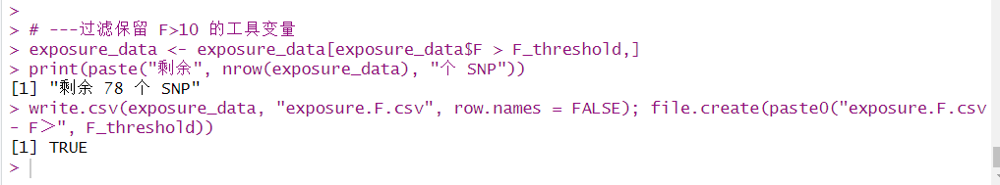 >
> # ---过滤保留 F>10 的工具变量
> exposure_data <- exposure_data[exposure_data$F > F_threshold,]
> print(paste("剩余", nrow(exposure_data), "个 SNP"))
[1] "剩余 78 个 SNP"
> write.csv(exposure_data, "exposure.F.csv", row.names = FALSE); file.create(paste0("exposure.F.csv
- F＞", F_threshold))
[1] TRUE
>